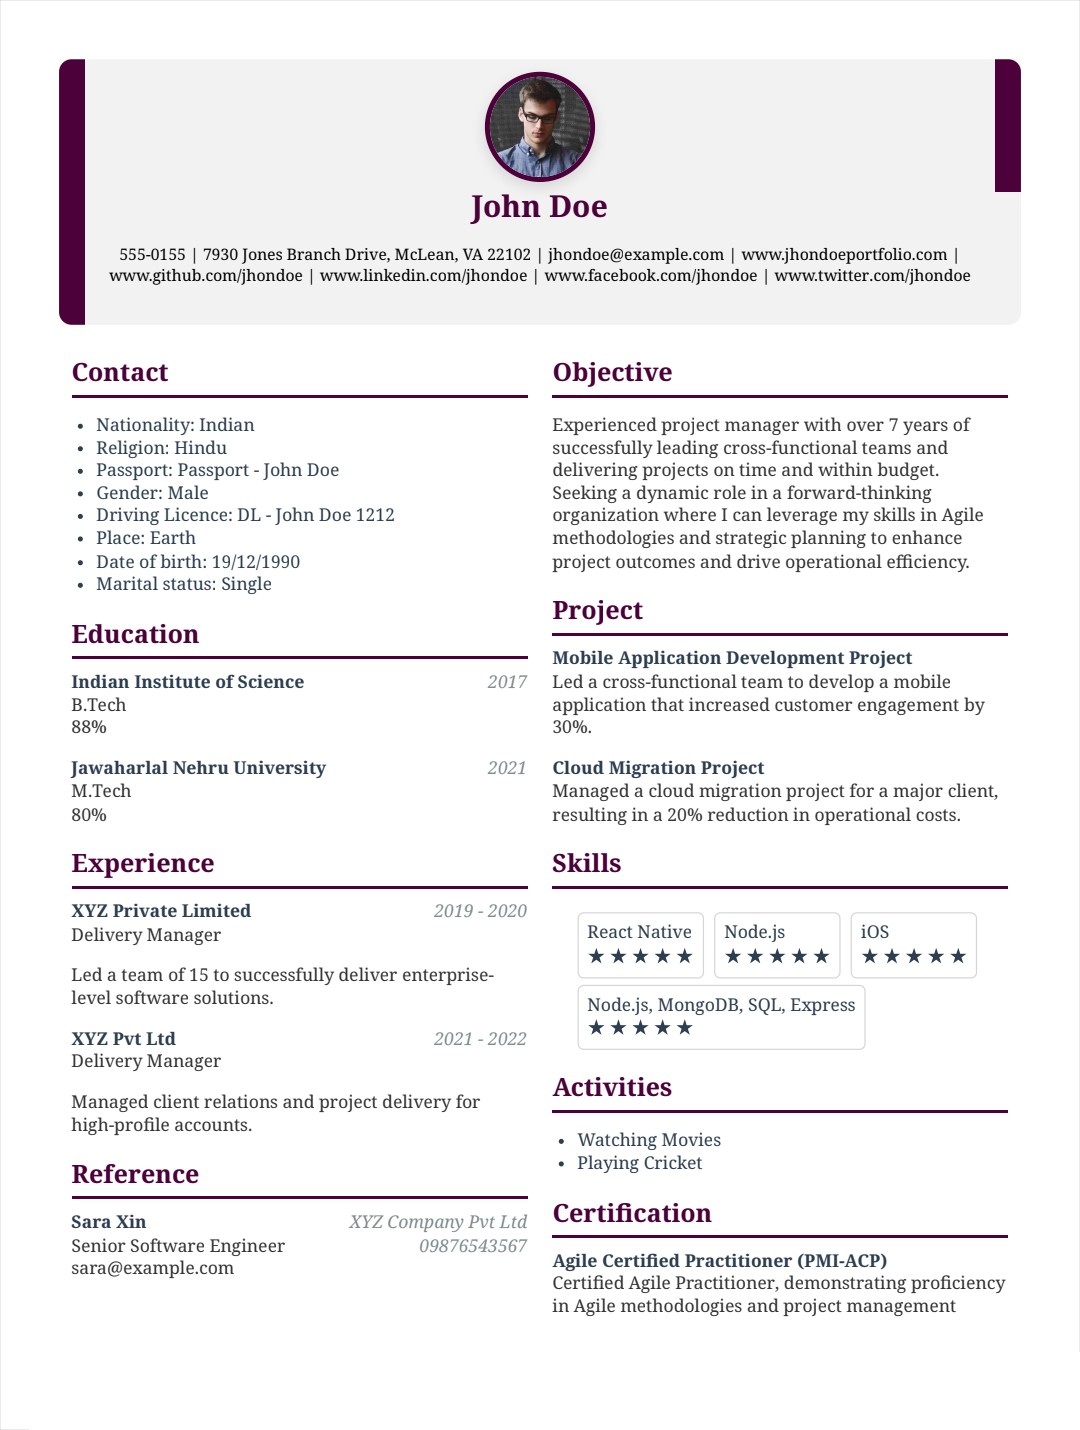 John Doe
555-0155 | 7930 Jones Branch Drive, McLean, VA 22102 | jhondoe@example.com | www.jhondoeportfolio.com |
www.github.com/jhondoe | www.linkedin.com/jhondoe | www.facebook.com/jhondoe | www.twitter.com/jhondoe
Contact
• Nationality: Indian
• Religion: Hindu
• Passport: Passport - John Doe
• Gender: Male
• Driving Licence: DL - John Doe 1212
• Place: Earth
• Date of birth: 19/12/1990
• Marital status: Single
Education
Indian Institute of Science 2017
B.Tech
88%
Jawaharlal Nehru University 2021
M.Tech
80%
Experience
XYZ Private Limited 2019 - 2020
Delivery Manager
Led a team of 15 to successfully deliver enterprise-
level software solutions.
XYZ Pvt Ltd 2021 - 2022
Delivery Manager
Managed client relations and project delivery for
high-profile accounts.
Reference
Sara Xin XYZ Company Pvt Ltd
Senior Software Engineer 09876543567
sara@example.com
Objective
Experienced project manager with over 7 years of
successfully leading cross-functional teams and
delivering projects on time and within budget.
Seeking a dynamic role in a forward-thinking
organization where I can leverage my skills in Agile
methodologies and strategic planning to enhance
project outcomes and drive operational efficiency.
Project
Mobile Application Development Project
Led a cross-functional team to develop a mobile
application that increased customer engagement by
30%.
Cloud Migration Project
Managed a cloud migration project for a major client,
resulting in a 20% reduction in operational costs.
Skills
React Native Node.js iOS
★★★★★ ★★★★★ ★★★★★
Node.js, MongoDB, SQL, Express
★★★★★
Activities
• Watching Movies
• Playing Cricket
Certification
Agile Certified Practitioner (PMI-ACP)
Certified Agile Practitioner, demonstrating proficiency
in Agile methodologies and project management